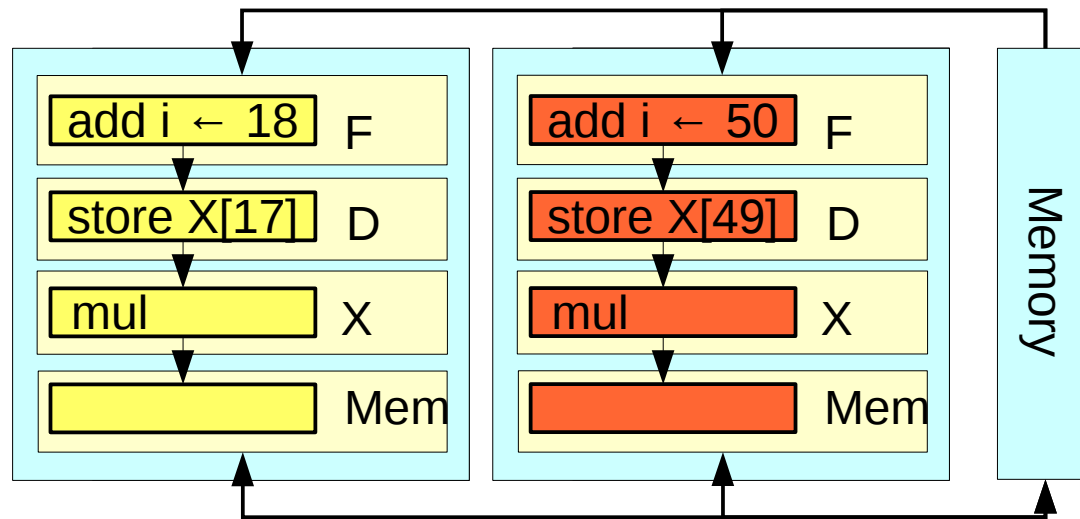 add i ← 18
F
store X[17]
D
mul
X
Mem
add i ← 50
F
store X[49]
D
mul
X
Mem
Memory